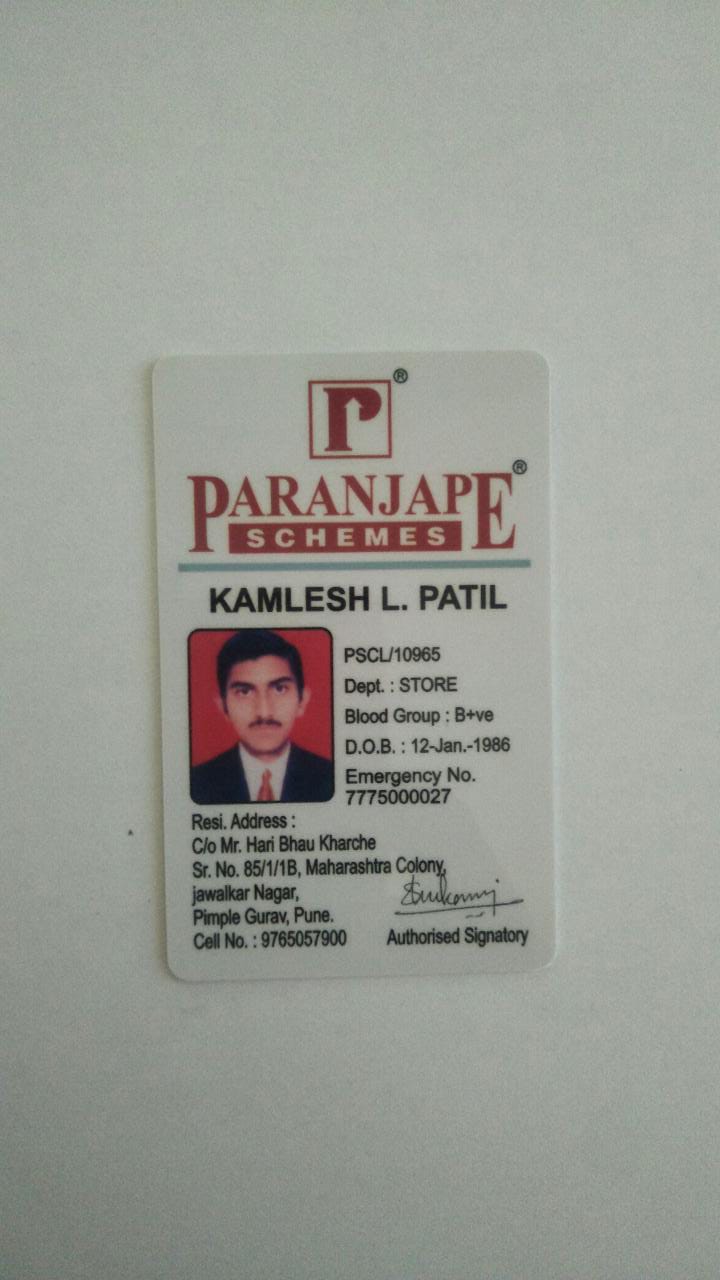 P ®
PARANJAPE ®
SCHEMES
KAMLESH L. PATIL
PSCL/10965
Dept. : STORE
Blood Group : B+ve
D.O.B. : 12-Jan.-1986
Emergency No.
7775000027
Resi. Address :
C/o Mr. Hari Bhau Kharche
Sr. No. 85/1/1B, Maharashtra Colony,
jawalkar Nagar,
Pimple Gurav, Pune.
Cell No. : 9765057900
Authorised Signatory